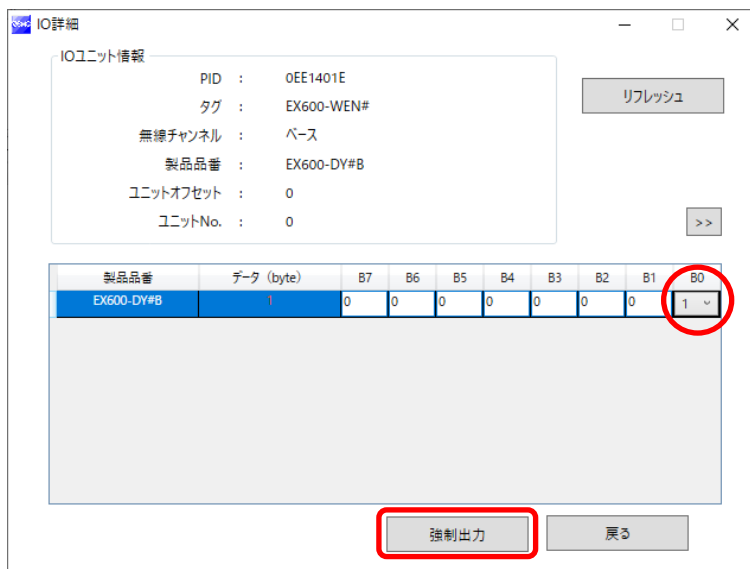 IO詳細
IOユニット情報
PID : 0EE1401E
タグ : EX600-WEN#
無線チャンネル : ベース
製品品番 : EX600-DY#B
ユニットオフセット : 0
ユニットNo. : 0
リフレッシュ
>>
製品品番 データ (byte) B7 B6 B5 B4 B3 B2 B1 B0
EX600-DY#B 1 0 0 0 0 0 0 0 1
強制出力 戻る